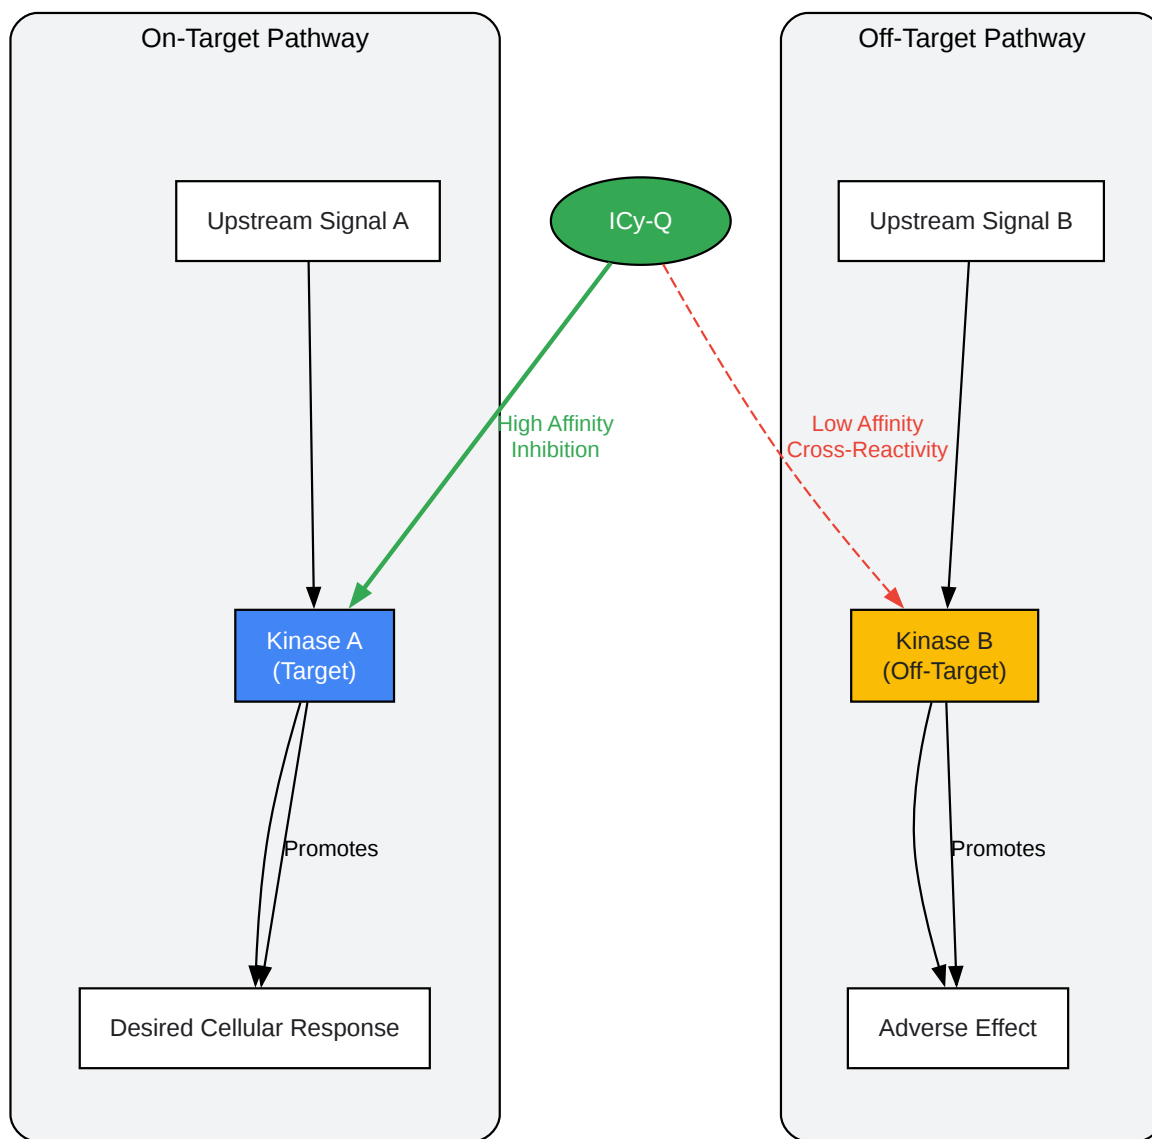 On-Target Pathway
Off-Target Pathway
Upstream Signal A
ICy-Q
Upstream Signal B
High Affinity
Inhibition
Low Affinity
Cross-Reactivity
Kinase A
(Target)
Kinase B
(Off-Target)
Promotes
Promotes
Desired Cellular Response
Adverse Effect